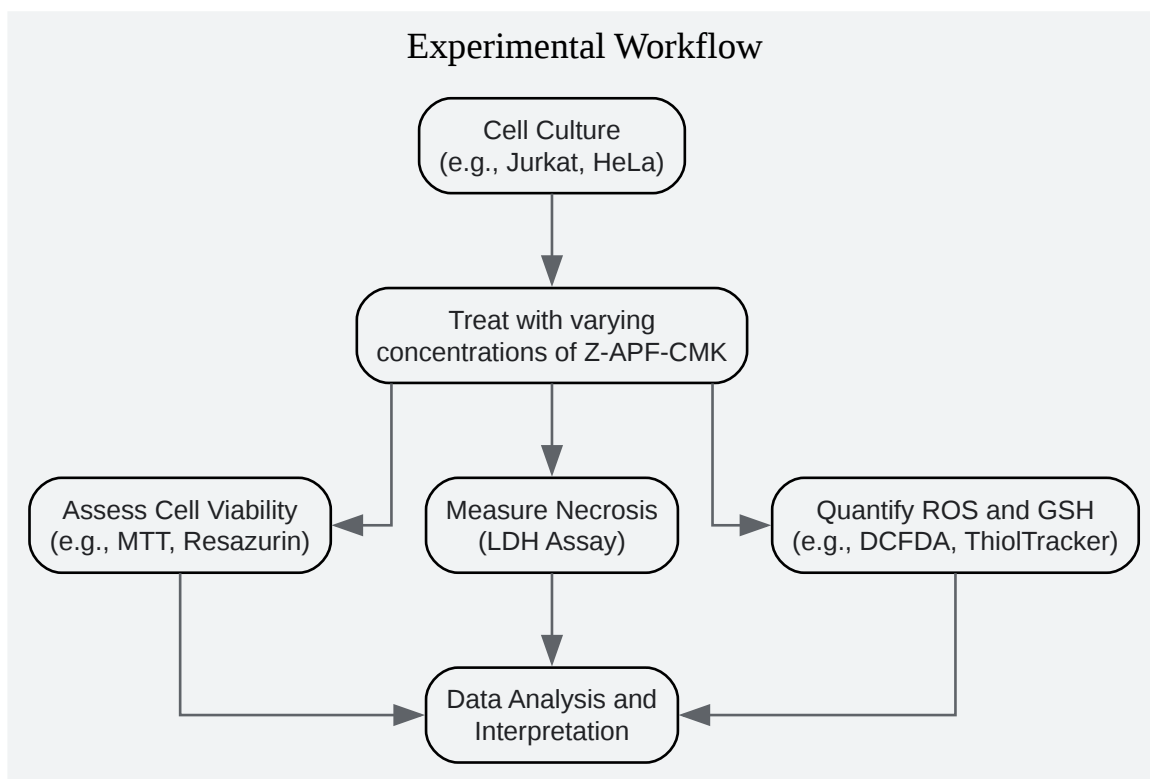 Experimental Workflow
Cell Culture
(e.g., Jurkat, HeLa)
Treat with varying
concentrations of Z-APF-CMK
Assess Cell Viability
(e.g., MTT, Resazurin)
Measure Necrosis
(LDH Assay)
Quantify ROS and GSH
(e.g., DCFDA, ThiolTracker)
Data Analysis and
Interpretation